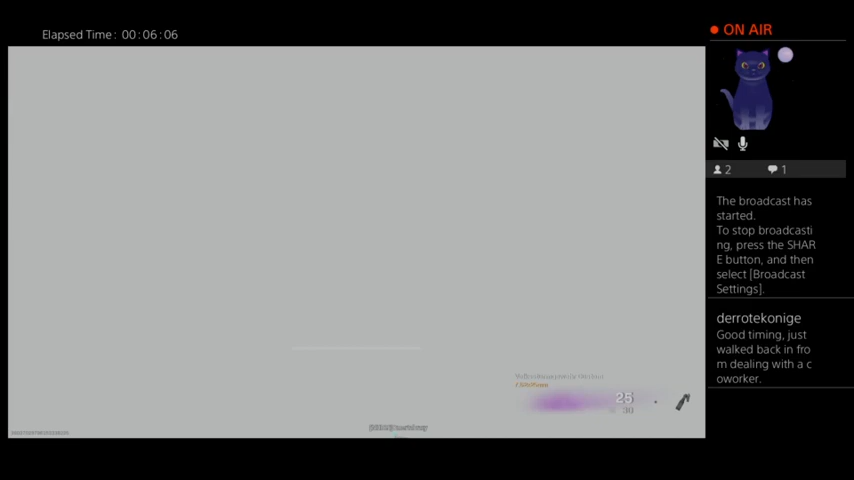 Elapsed Time: 00:06:06
ON AIR
2
1
The broadcast has
started.
To stop broadcasti
ng, press the SHAR
E button, and then
select [Broadcast
Settings].
derrotekonige
Good timing, just
walked back in fro
m dealing with a c
oworker.
25
30